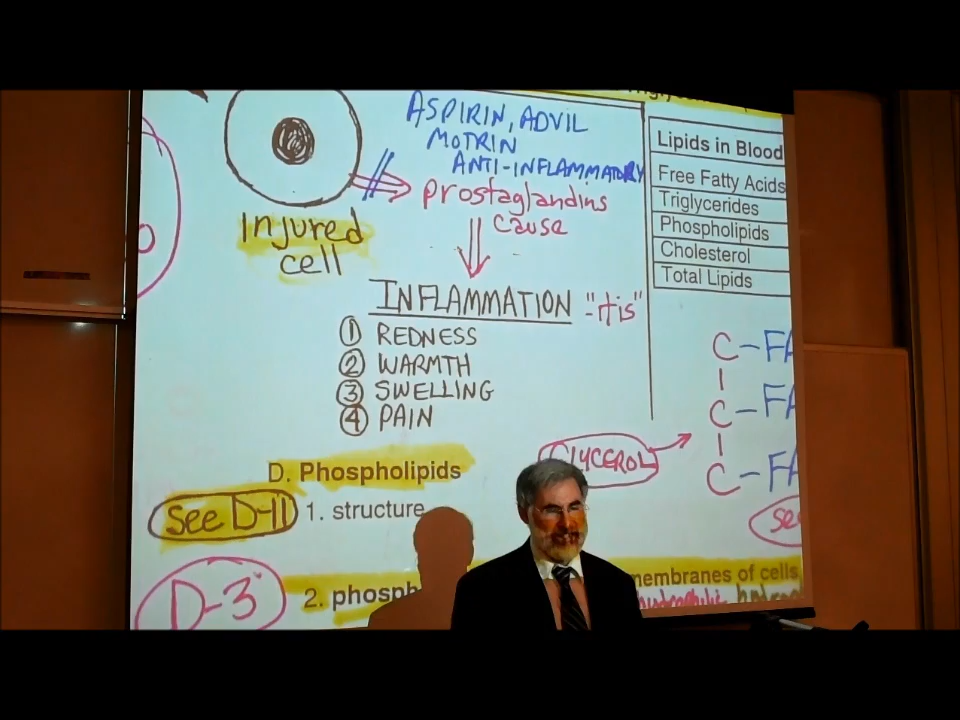 ASPIRIN, ADVIL
MOTRIN
ANTI-INFLAMMATORY
prostaglandins
cause
Injured
cell
INFLAMMATION "-itis"
① REDNESS
② WARMTH
③ SWELLING
④ PAIN
Lipids in Blood
Free Fatty Acids
Triglycerides
Phospholipids
Cholesterol
Total Lipids
C - FA
C - FA
C - FA
GLYCEROL
D. Phospholipids
See D-11 1. structure
D-3 2. phosph
membranes of cells
hydrophilic